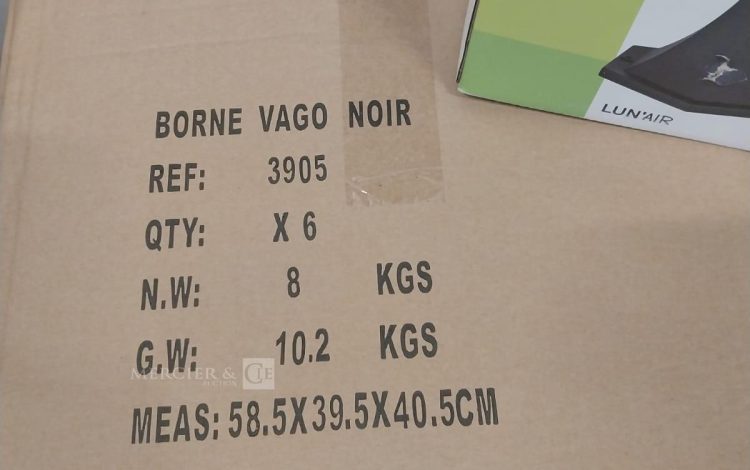 LUN'AIR
BORNE VAGO NOIR
REF: 3905
QTY: X 6
N.W: 8 KGS
G.W: 10.2 KGS
MERCIER & CIE
AUCTION
MEAS: 58.5X39.5X40.5CM